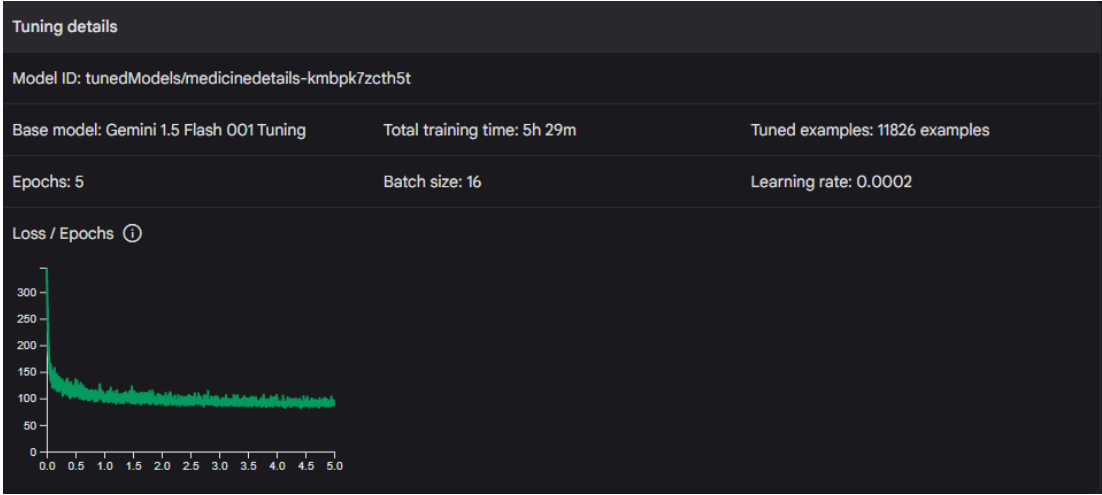 Tuning details
Model ID: tunedModels/medicinedetails-kmbpk7zcth5t
Base model: Gemini 1.5 Flash 001 Tuning Total training time: 5h 29m Tuned examples: 11826 examples
Epochs: 5 Batch size: 16 Learning rate: 0.0002
Loss / Epochs
300
250
200
150
100
50
0
0.0 0.5 1.0 1.5 2.0 2.5 3.0 3.5 4.0 4.5 5.0